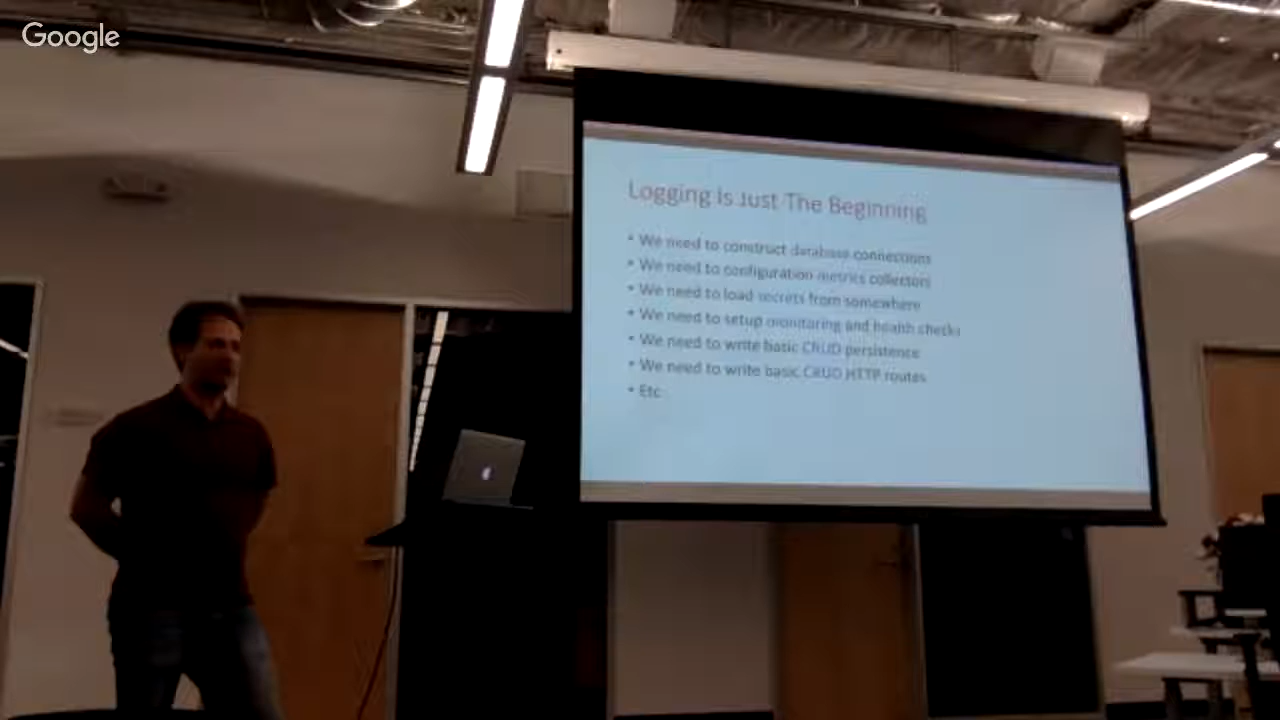 Google
Logging Is Just The Beginning
• We need to construct database connections
• We need to configuration metrics collectors
• We need to load secrets from somewhere
• We need to setup monitoring and health checks
• We need to write basic CRUD persistence
• We need to write basic CRUD HTTP routes
• Etc